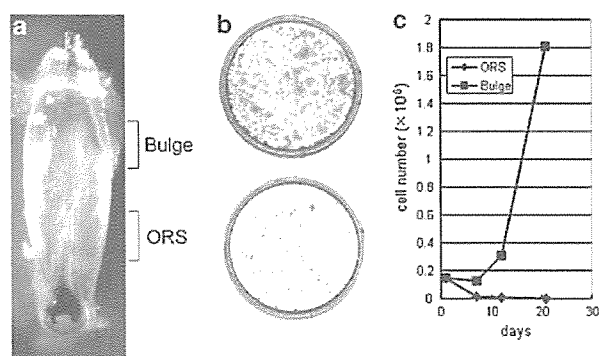 a
Bulge
ORS
b
c
cell number (× 10⁶)
2
1.8
1.6
1.4
1.2
1
0.8
0.6
0.4
0.2
0
ORS
Bulge
0 10 20 30
days